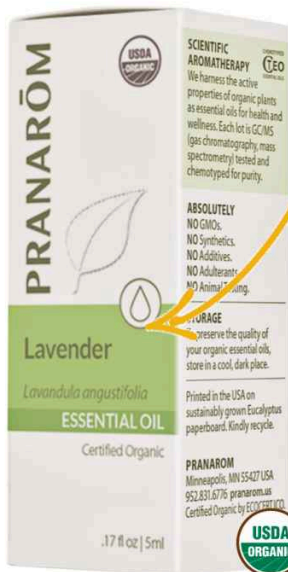 PRANARŌM
USDA
ORGANIC
Lavender
Lavandula angustifolia
ESSENTIAL OIL
Certified Organic
.17 fl oz | 5ml
SCIENTIFIC
AROMATHERAPY
We harness the active
properties of organic plants
as essential oils for health and
wellness. Each lot is GC/MS
(gas chromatography, mass
spectrometry) tested and
chemotyped for purity.
ABSOLUTELY
NO GMOs.
NO Synthetics.
NO Additives.
NO Adulterants.
NO Animal
preserve the quality of
your organic essential oils,
store in a cool, dark place.
Printed in the USA on
sustainably grown Eucalyptus
paperboard. Kindly recycle.
PRANAROM
Minneapolis, MN 55427 USA
952.831.6776 pranarom.us
Certified Organic by
USDA
ORGANIC